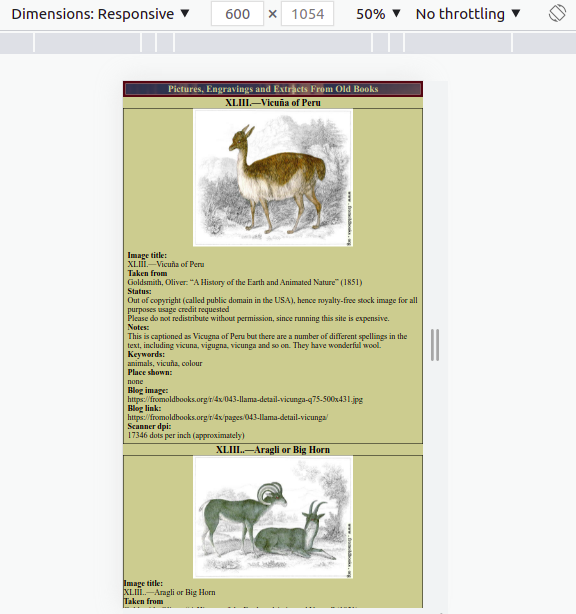 Dimensions: Responsive ▼ 600 × 1054 50% ▼ No throttling ▼
Pictures, Engravings and Extracts From Old Books
XLIII.—Vicuña of Peru
www.fromoldbooks.org
Image title:
XLIII.—Vicuña of Peru
Taken from
Goldsmith, Oliver: “A History of the Earth and Animated Nature” (1851)
Status:
Out of copyright (called public domain in the USA), hence royalty-free stock image for all
purposes usage credit requested
Please do not redistribute without permission, since running this site is expensive.
Notes:
This is captioned as Vicugna of Peru but there are a number of different spellings in the
text, including vicuna, vigugna, vicunga and so on. They have wonderful wool.
Keywords:
animals, vicuña, colour
Place shown:
none
Blog image:
https://fromoldbooks.org/r/4x/043-llama-detail-vicunga-q75-500x431.jpg
Blog link:
https://fromoldbooks.org/r/4x/pages/043-llama-detail-vicunga/
Scanner dpi:
17346 dots per inch (approximately)
XLIII..—Aragli or Big Horn
www.fromoldbooks.org
Image title:
XLIII.—Aragli or Big Horn
Taken from